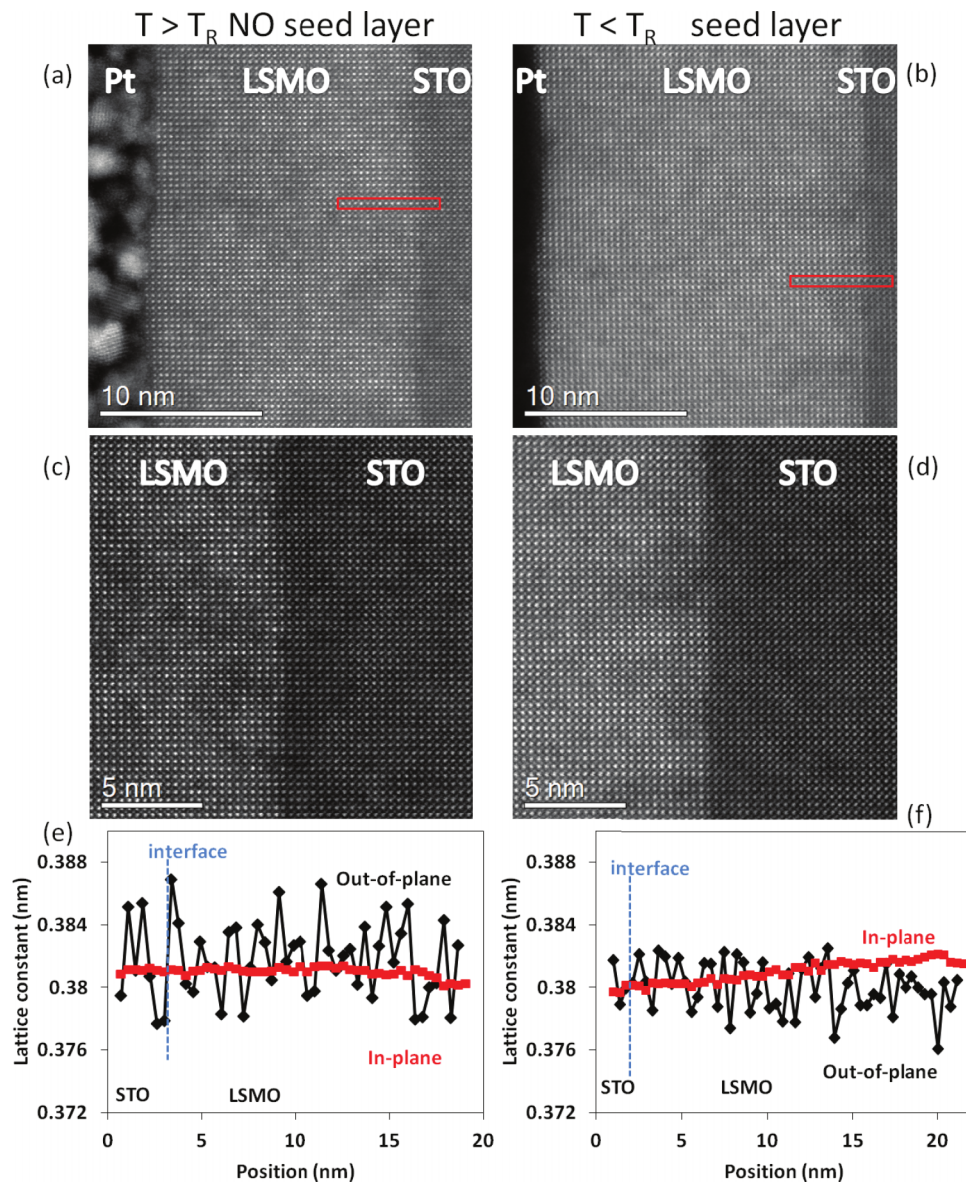 T > T_R NO seed layer
T < T_R seed layer
(a)
Pt LSMO STO
10 nm
Pt LSMO STO
(b)
10 nm
(c)
LSMO STO
5 nm
LSMO STO
(d)
5 nm
(e)
interface
Out-of-plane
In-plane
STO LSMO
Lattice constant (nm)
0.388
0.384
0.38
0.376
0.372
0 5 10 15 20
Position (nm)
(f)
interface
In-plane
Out-of-plane
STO LSMO
Lattice constant (nm)
0.388
0.384
0.38
0.376
0.372
0 5 10 15 20
Position (nm)